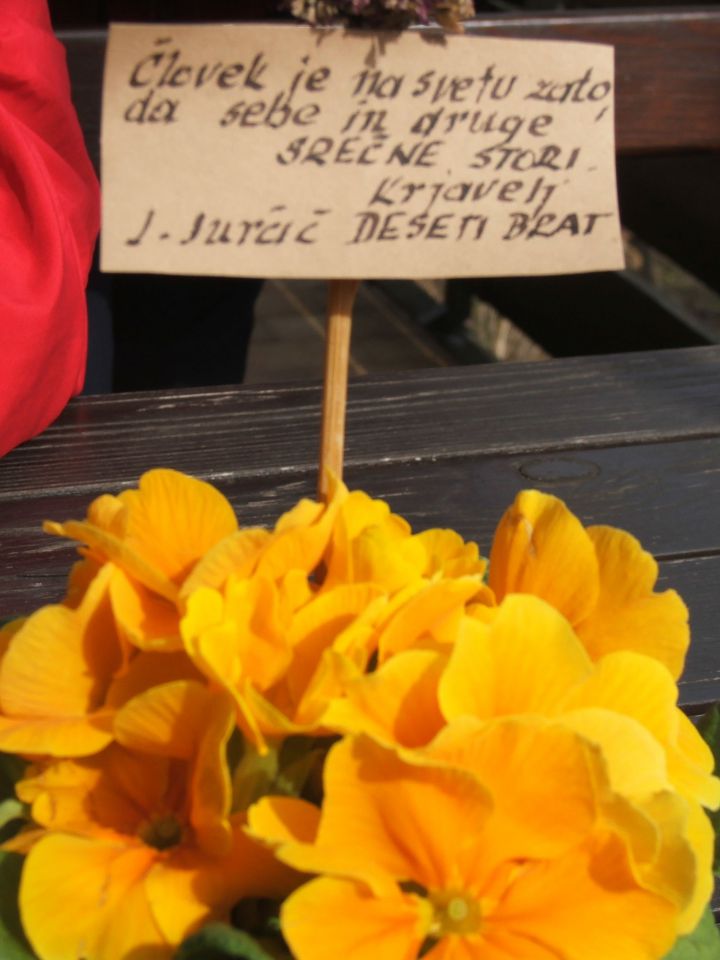 Človek je na svetu zato,
da sebe in druge
SREČNE STORI.
Krjavelj
J. Jurčič DESETI BRAT